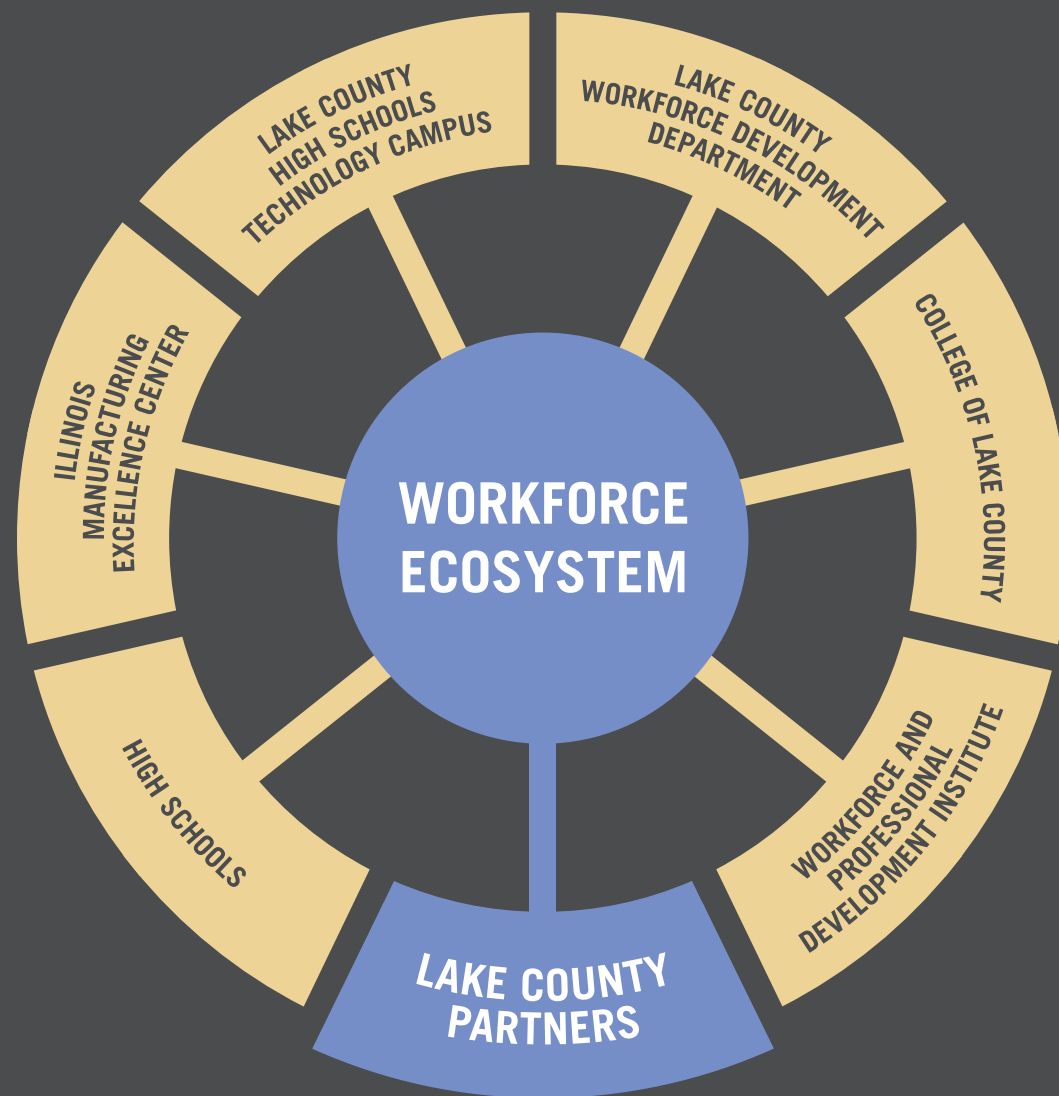 LAKE COUNTY
HIGH SCHOOLS
TECHNOLOGY CAMPUS
LAKE COUNTY
WORKFORCE DEVELOPMENT
DEPARTMENT
ILLINOIS
MANUFACTURING
EXCELLENCE CENTER
COLLEGE OF LAKE COUNTY
WORKFORCE
ECOSYSTEM
HIGH SCHOOLS
WORKFORCE AND
PROFESSIONAL
DEVELOPMENT INSTITUTE
LAKE COUNTY
PARTNERS